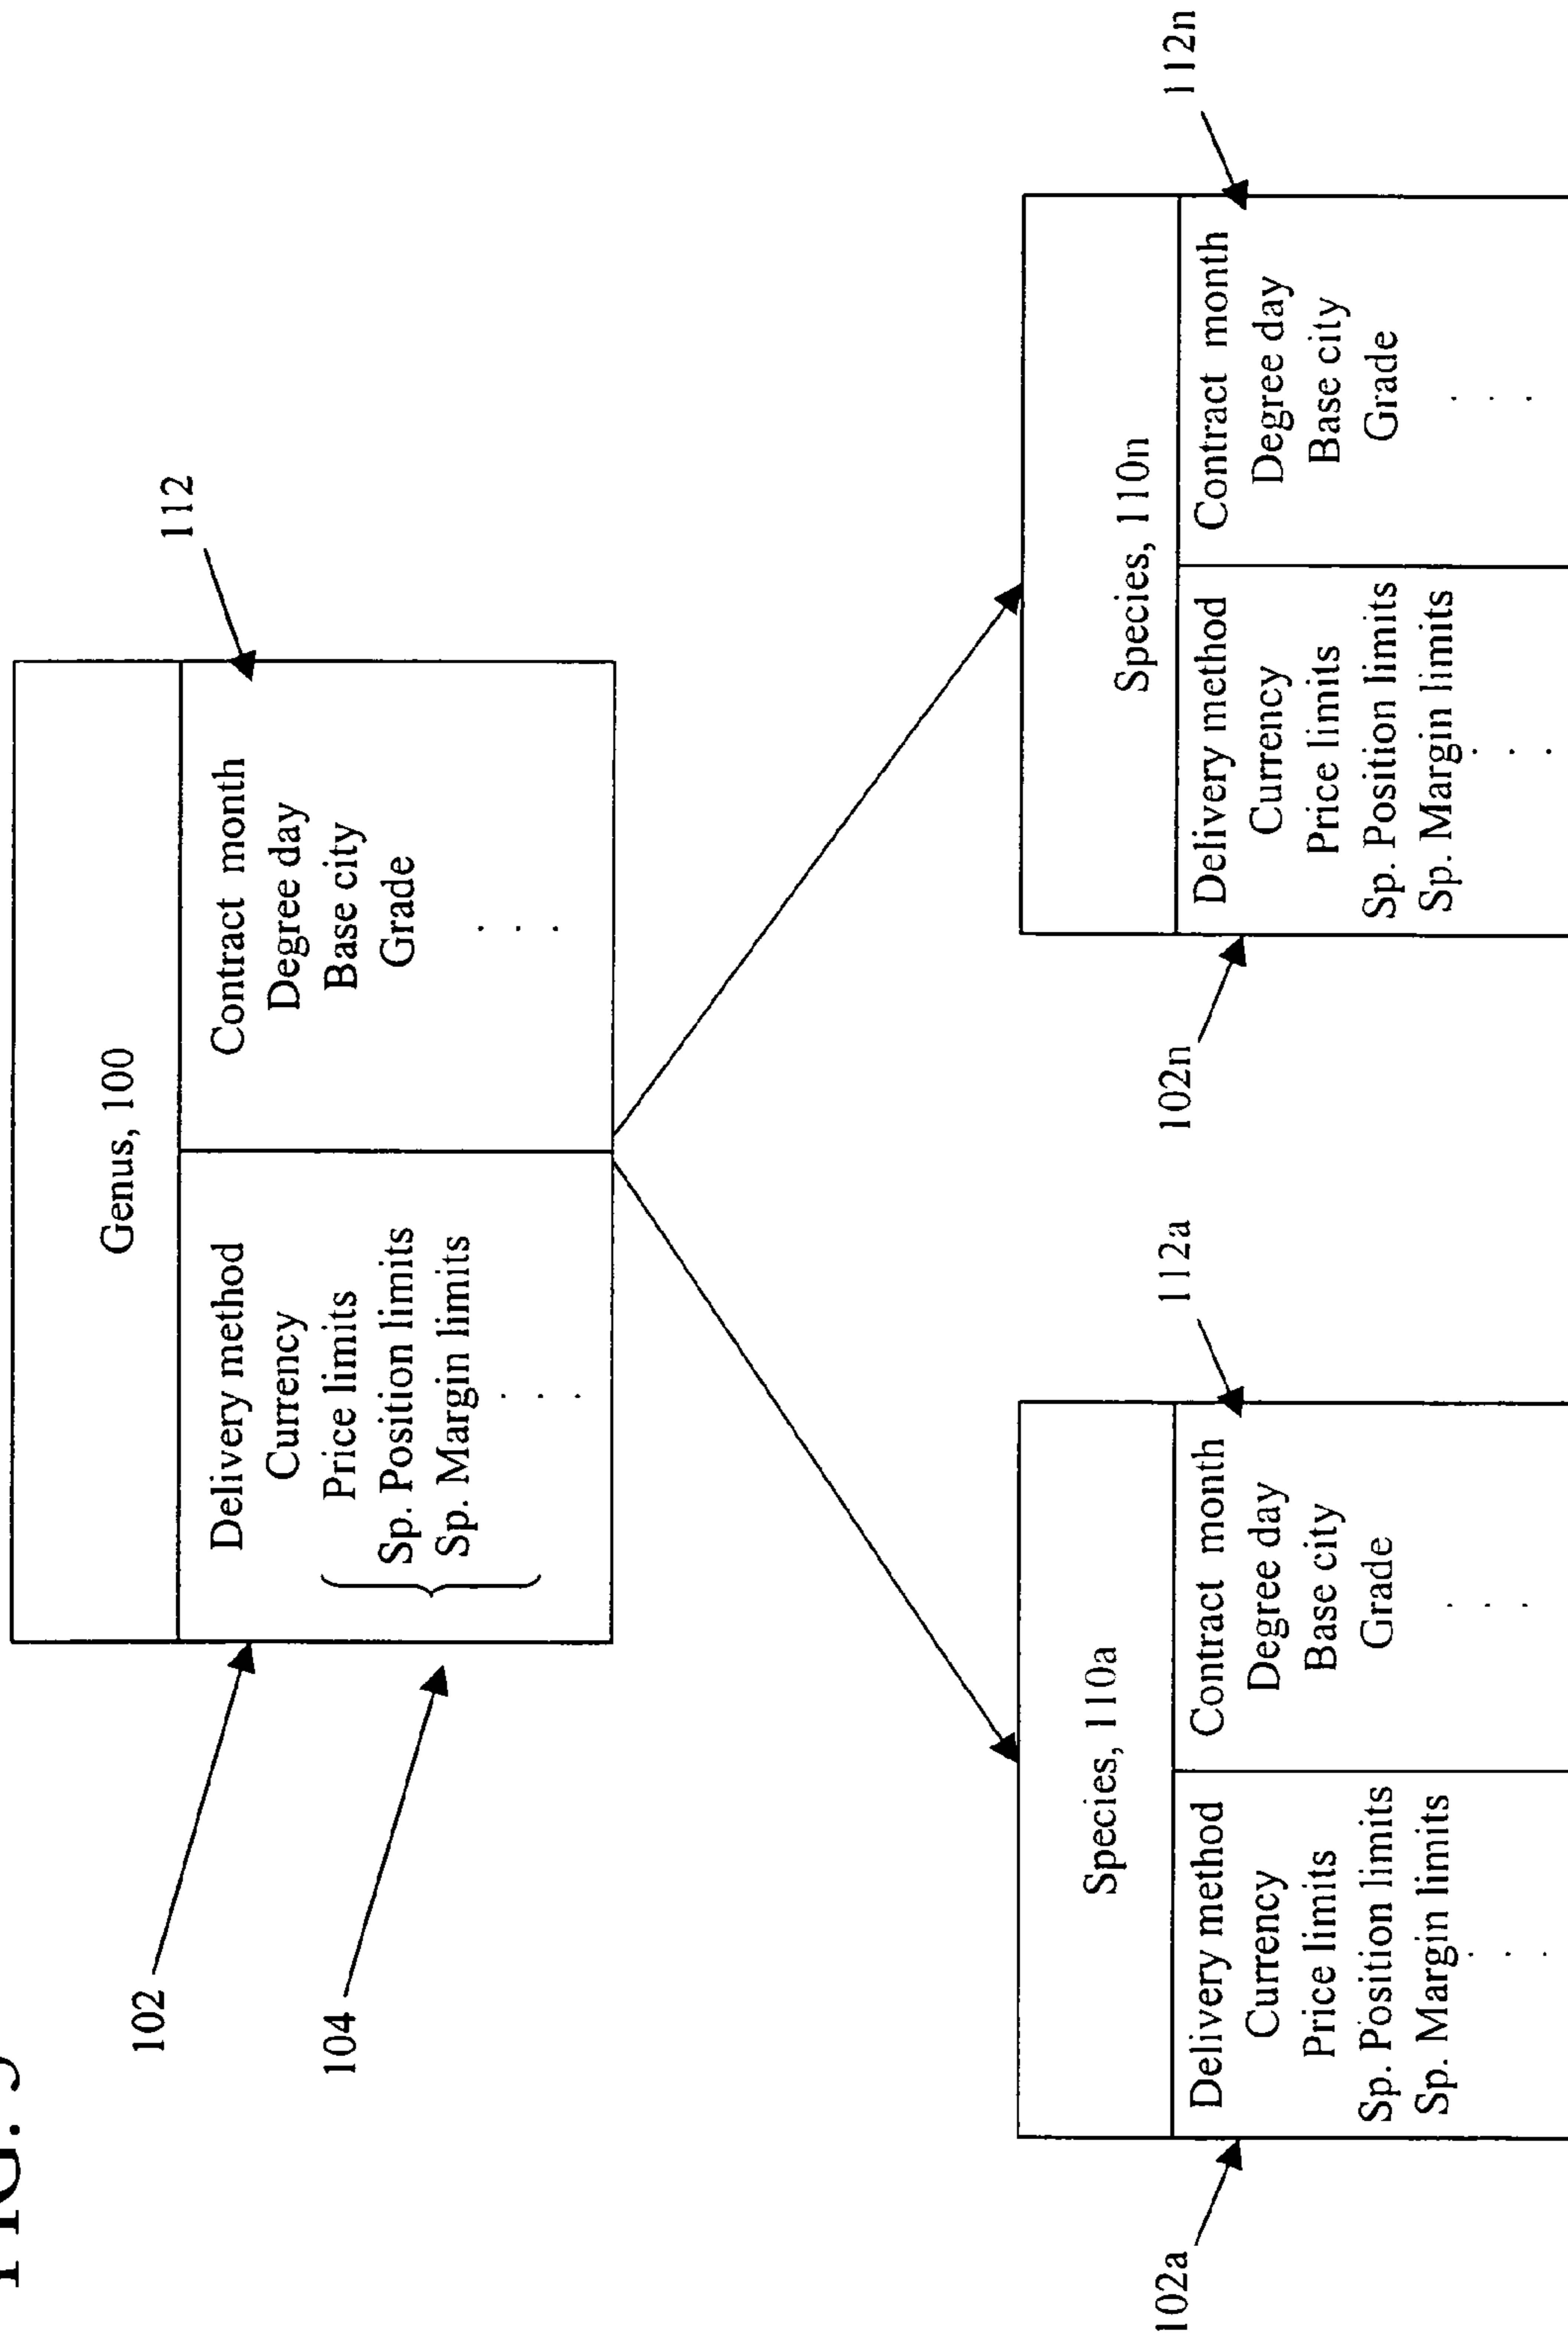 Genus, 100
102
104
112
Delivery method
Currency
Price limits
Sp. Position limits
Sp. Margin limits
. . .
Contract month
Degree day
Base city
Grade
. . .
Species, 110a
102a
112a
Delivery method
Currency
Price limits
Sp. Position limits
Sp. Margin limits
. . .
Contract month
Degree day
Base city
Grade
. . .
Species, 110n
102n
112n
Delivery method
Currency
Price limits
Sp. Position limits
Sp. Margin limits
. . .
Contract month
Degree day
Base city
Grade
. . .